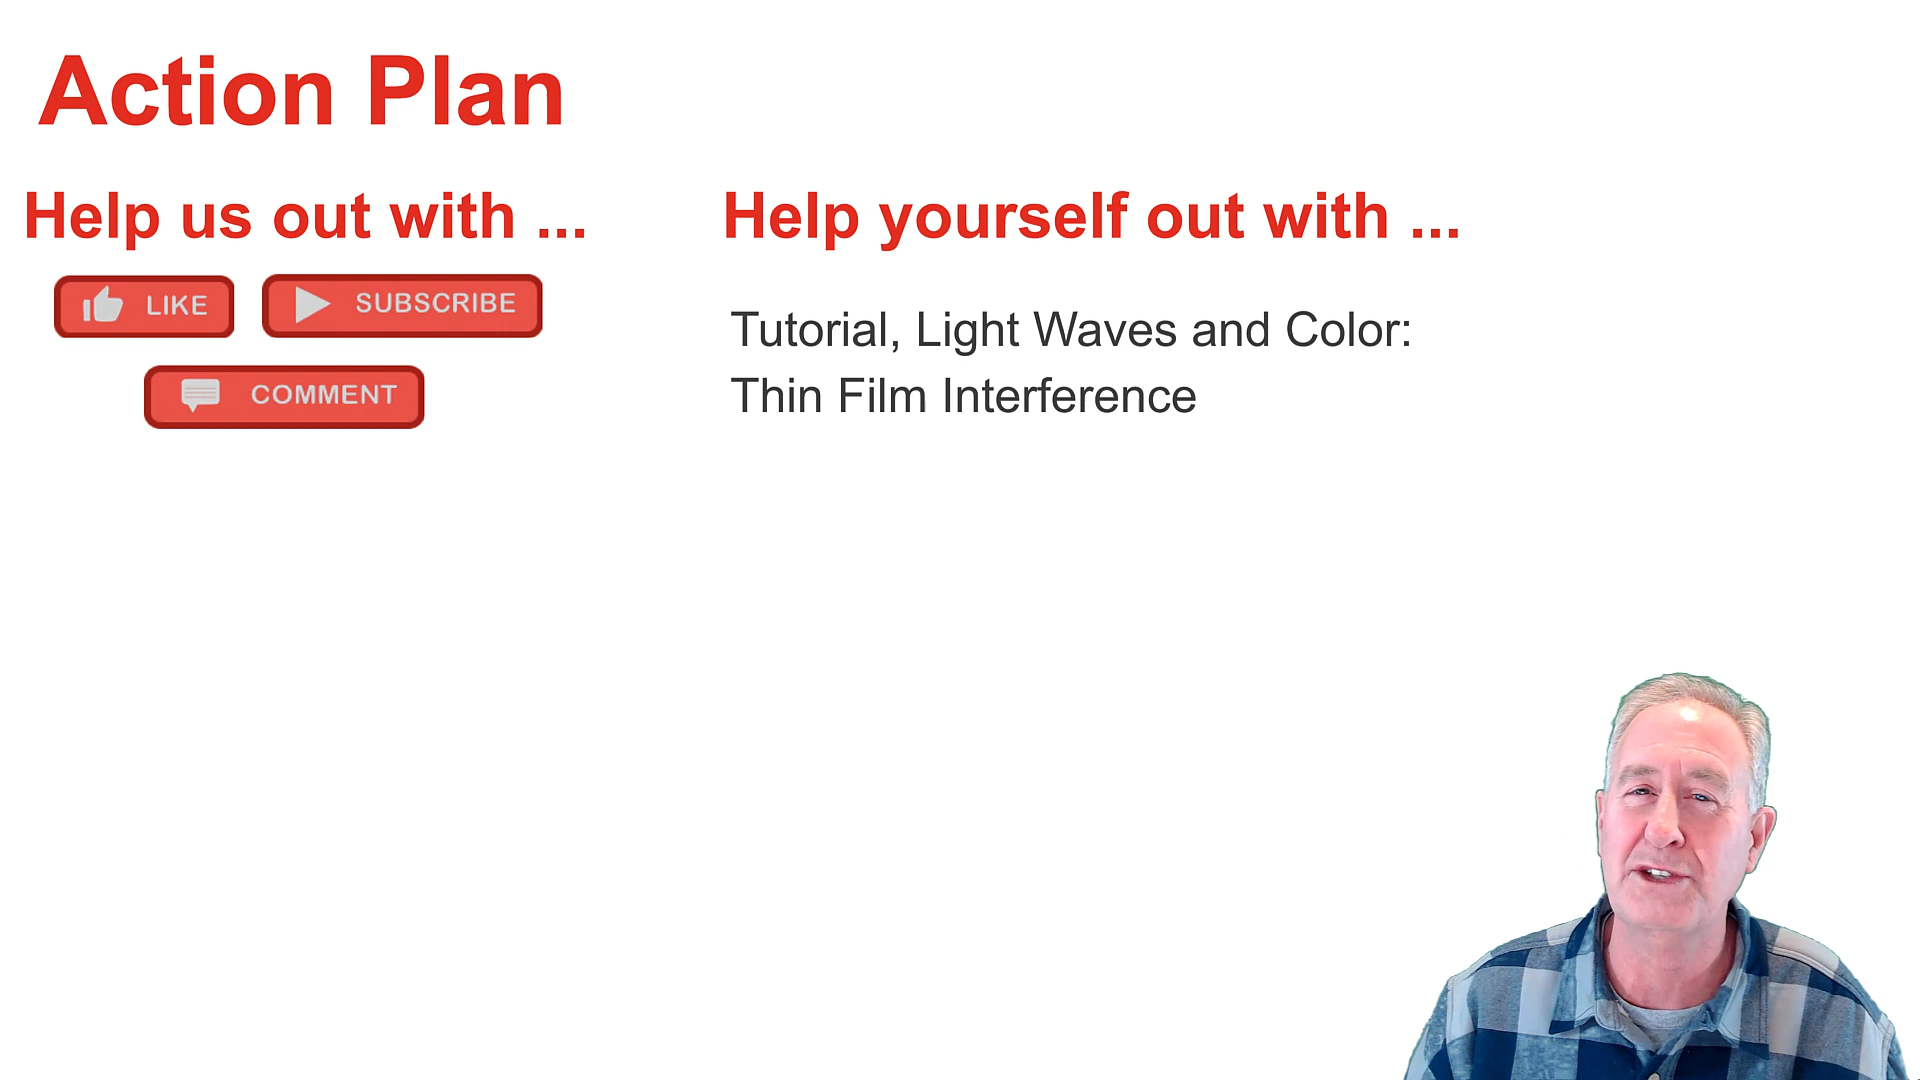 Action Plan
Help us out with ...
LIKE
SUBSCRIBE
COMMENT
Help yourself out with ...
Tutorial, Light Waves and Color:
Thin Film Interference